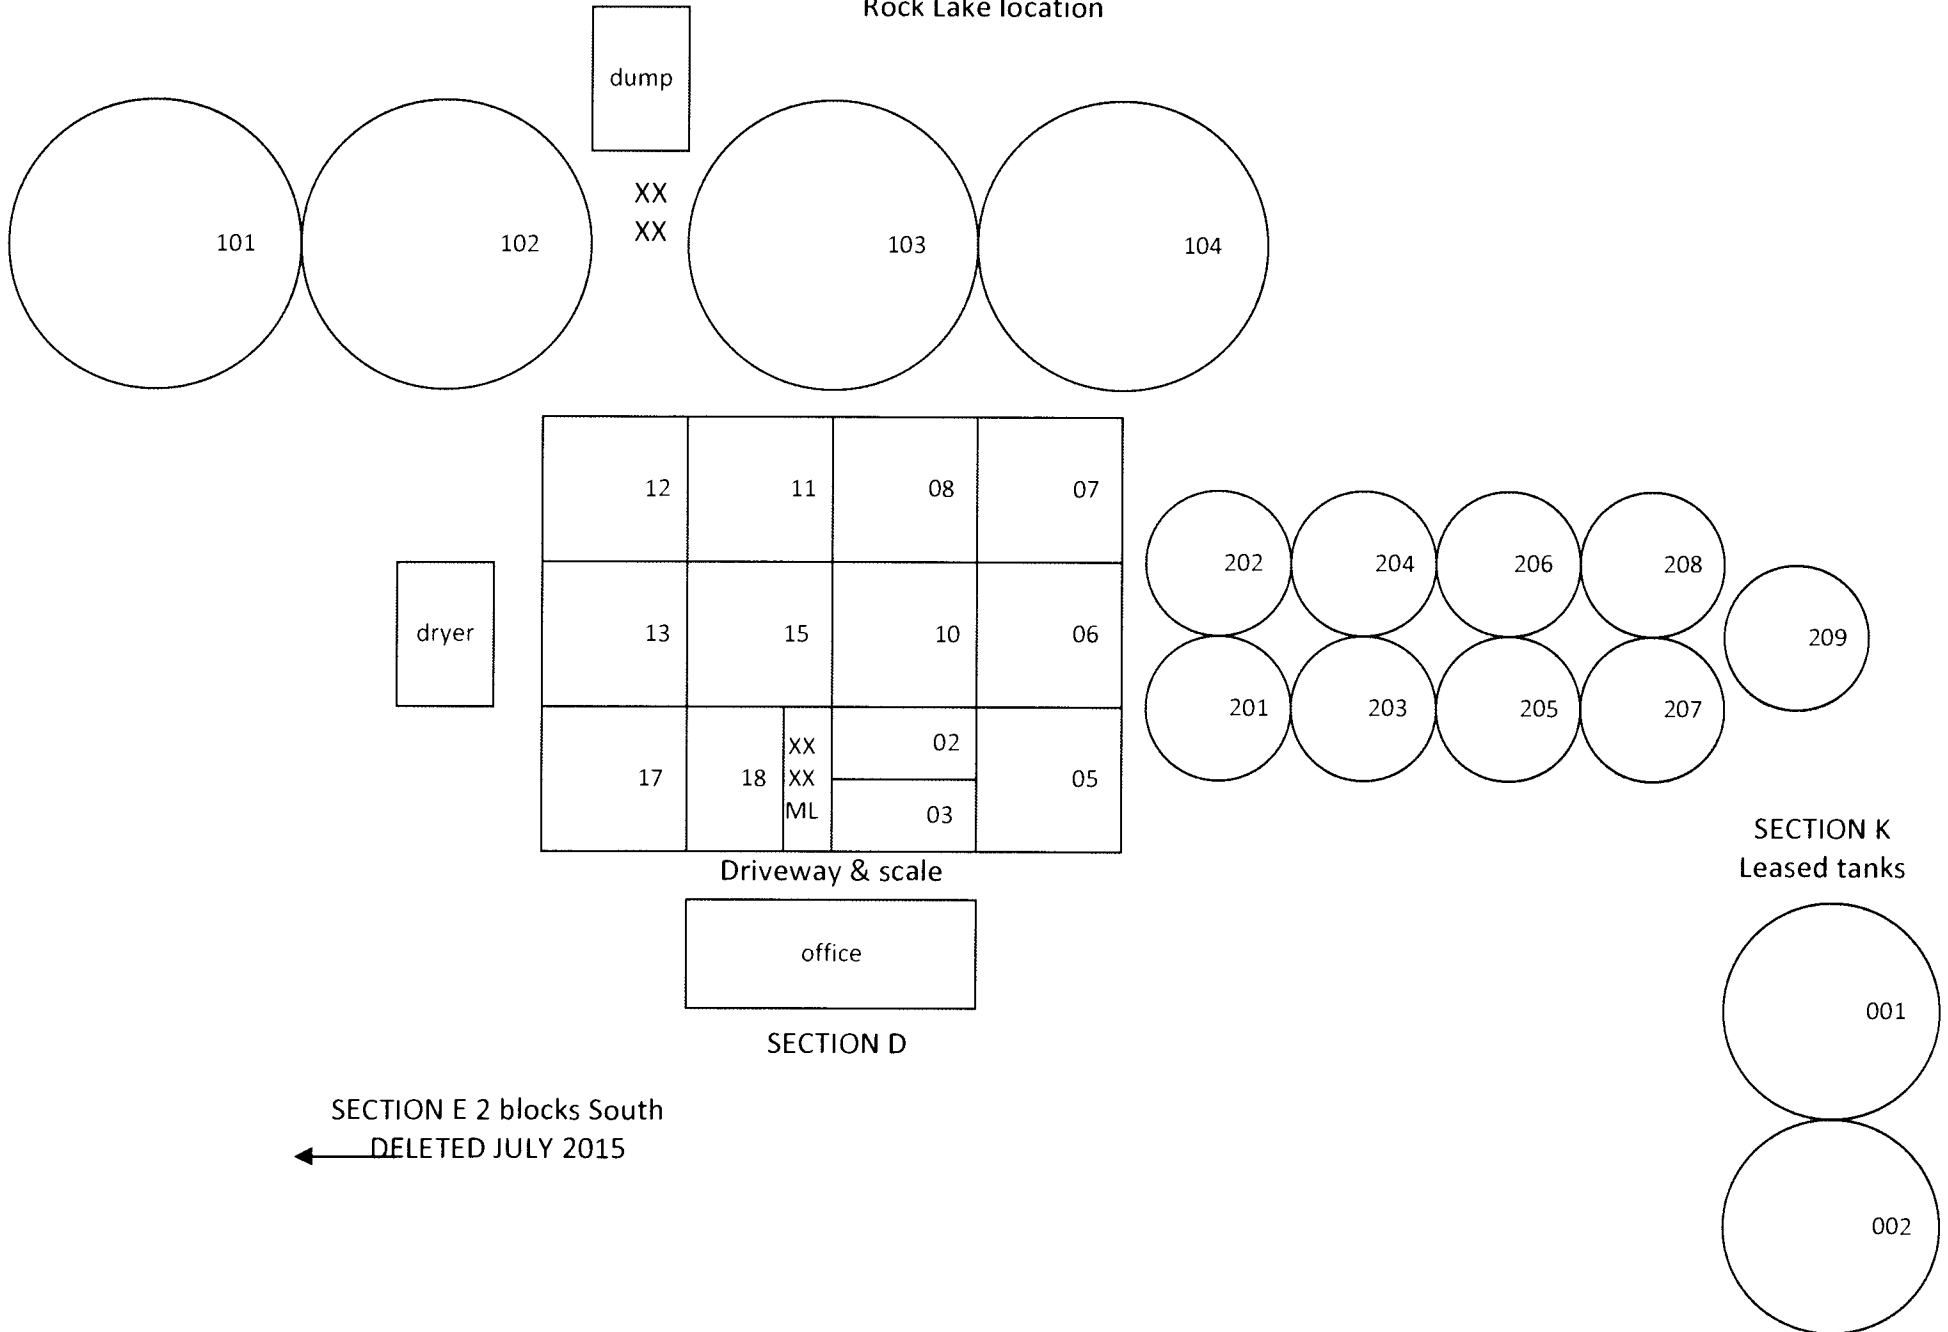 Rock Lake location
dump
XX
XX
101
102
103
104
12
11
08
07
202
204
206
208
dryer
13
15
10
06
209
201
203
205
207
17
18
XX
XX
ML
02
03
05
Driveway & scale
SECTION K
Leased tanks
office
001
SECTION D
SECTION E 2 blocks South
DELETED JULY 2015
002